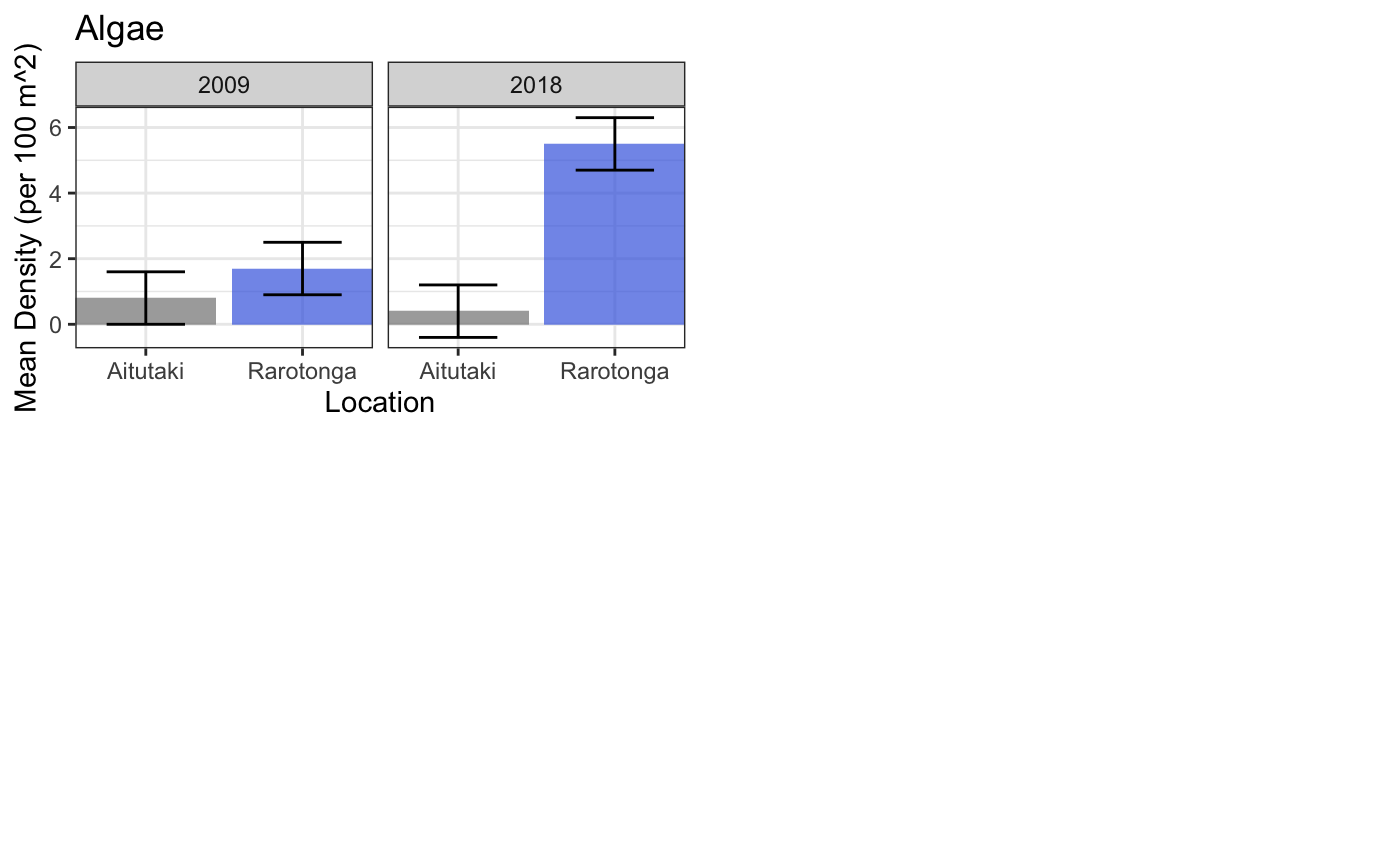 Algae
2009 2018
Mean Density (per 100 m^2)
6
4
2
0
Aitutaki Rarotonga Aitutaki Rarotonga
Location